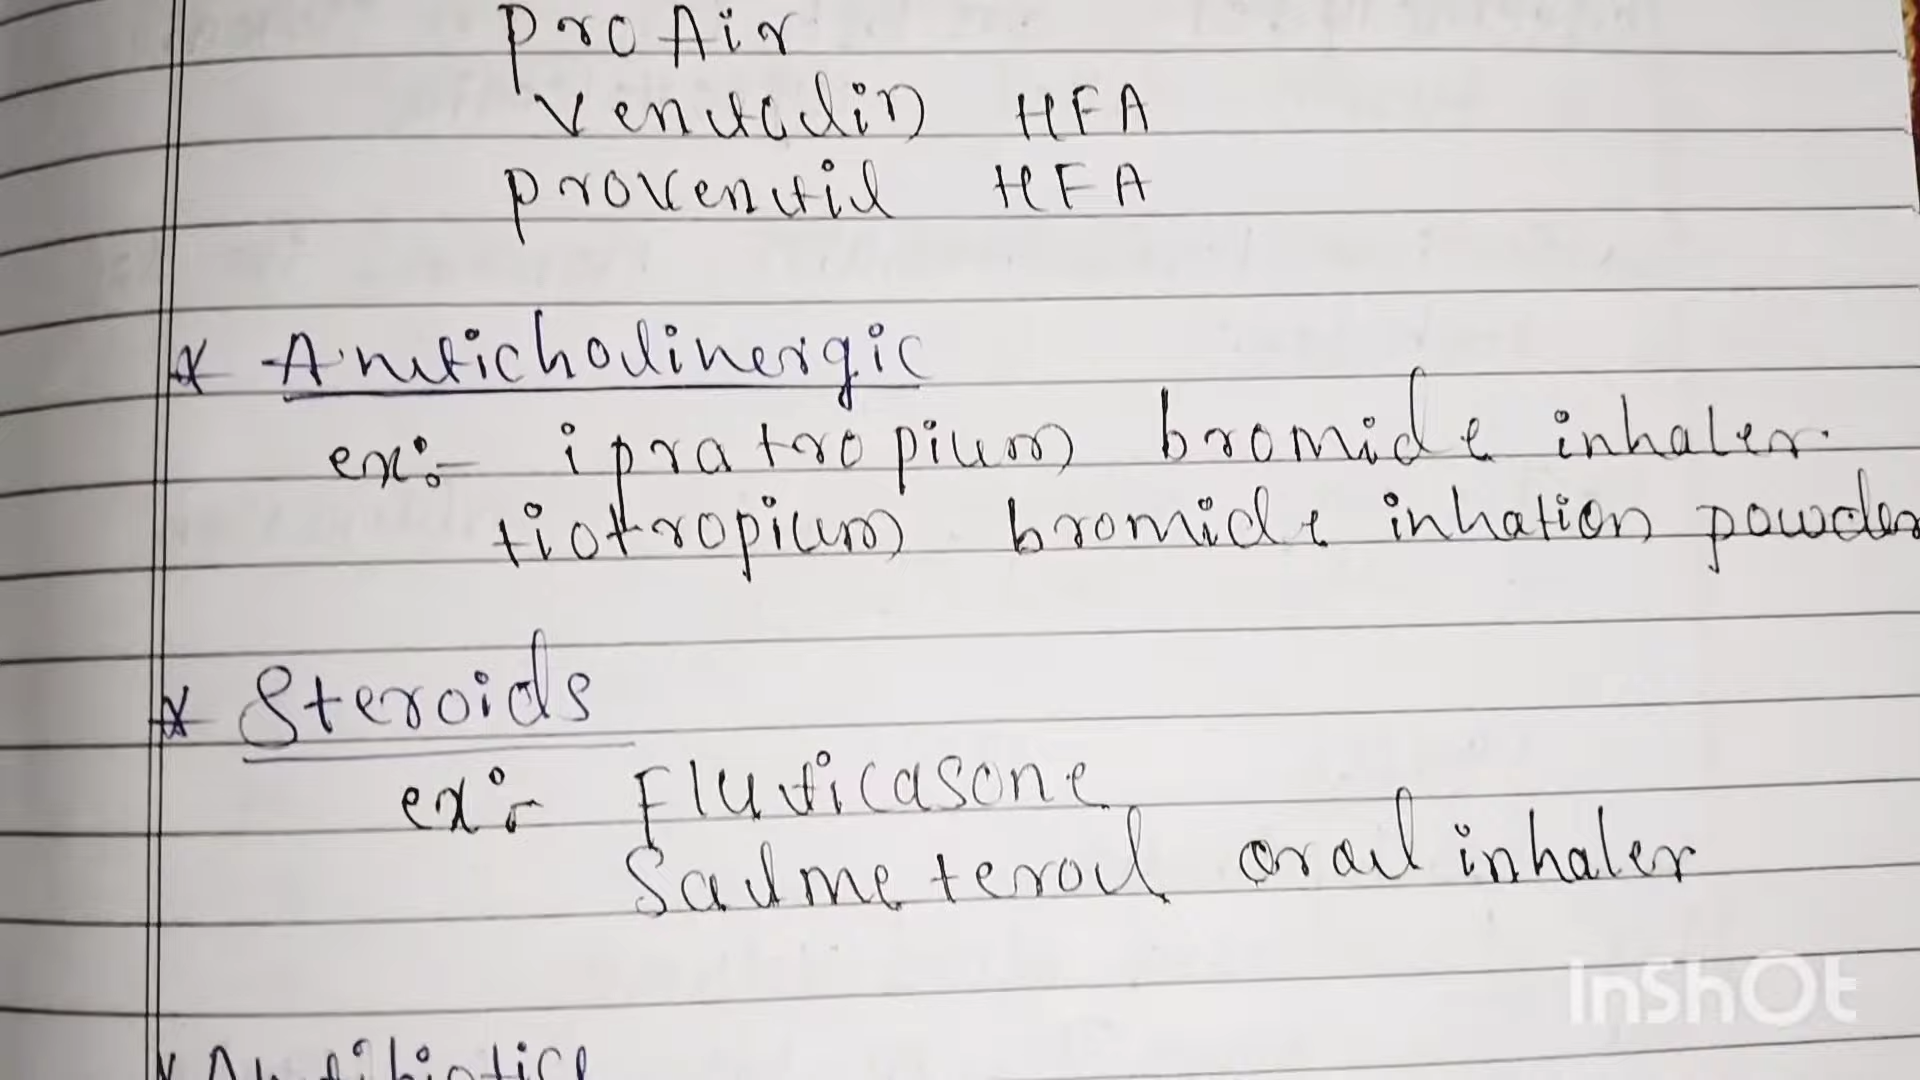 ProAir
Ventolin HFA
Proventil HFA
* Anticholinergic
ex:- ipratropium bromide inhaler.
tiotropium bromide inhation powder
* Steroids
ex:- Fluticasone
Salmeterol oral inhaler
* Antibiotics
InShOt